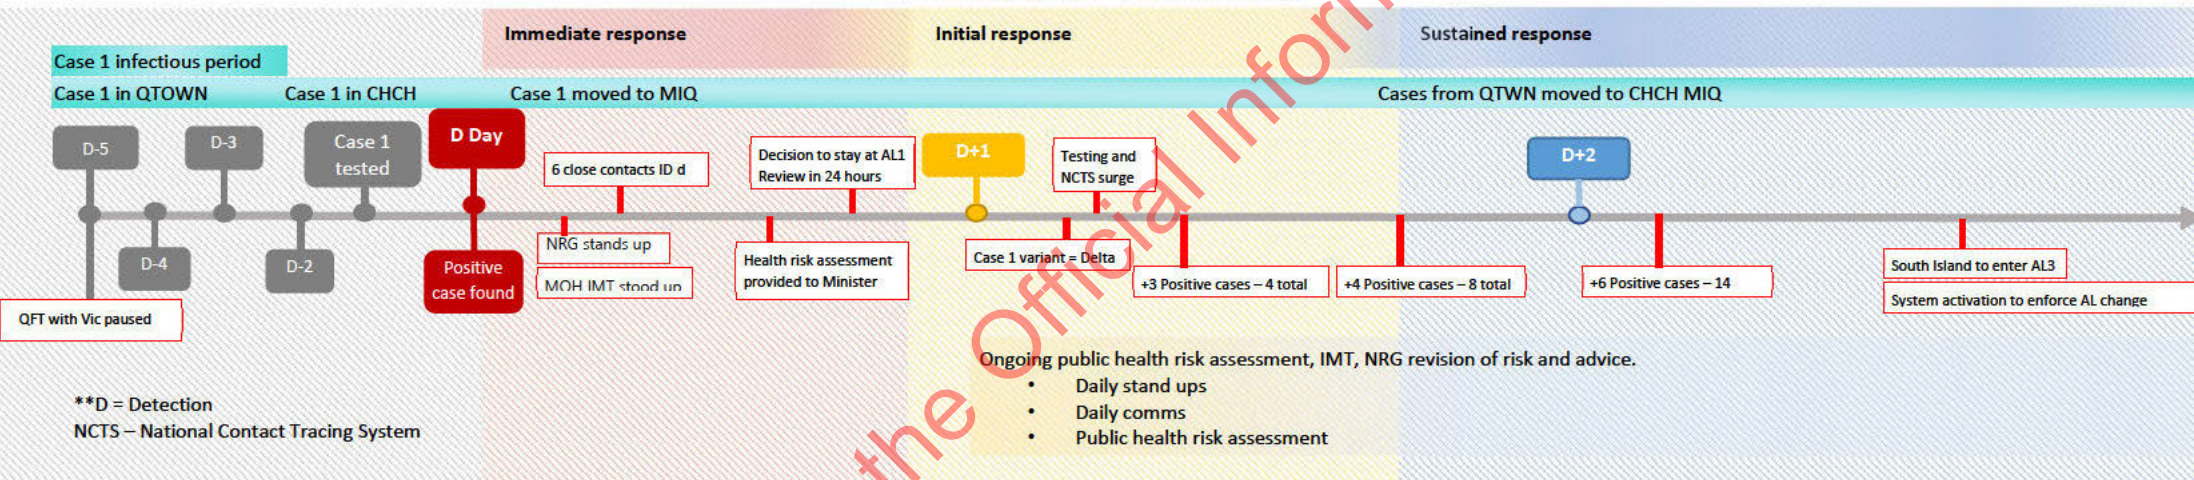 Immediate response
Initial response
Sustained response
Case 1 infectious period
Case 1 in QTOWN
Case 1 in CHCH
Case 1 moved to MIQ
Cases from QTWN moved to CHCH MIQ
D-5
D-3
Case 1
tested
D Day
6 close contacts ID d
Decision to stay at AL1
Review in 24 hours
D+1
Testing and
NCTS surge
D+2
D-4
D-2
Positive
case found
NRG stands up
MOH IMT stood up
Health risk assessment
provided to Minister
Case 1 variant = Delta
+3 Positive cases – 4 total
+4 Positive cases – 8 total
+6 Positive cases – 14
South Island to enter AL3
System activation to enforce AL change
QFT with Vic paused
Ongoing public health risk assessment, IMT, NRG revision of risk and advice.
• Daily stand ups
• Daily comms
• Public health risk assessment
**D = Detection
NCTS – National Contact Tracing System
the Official Inform